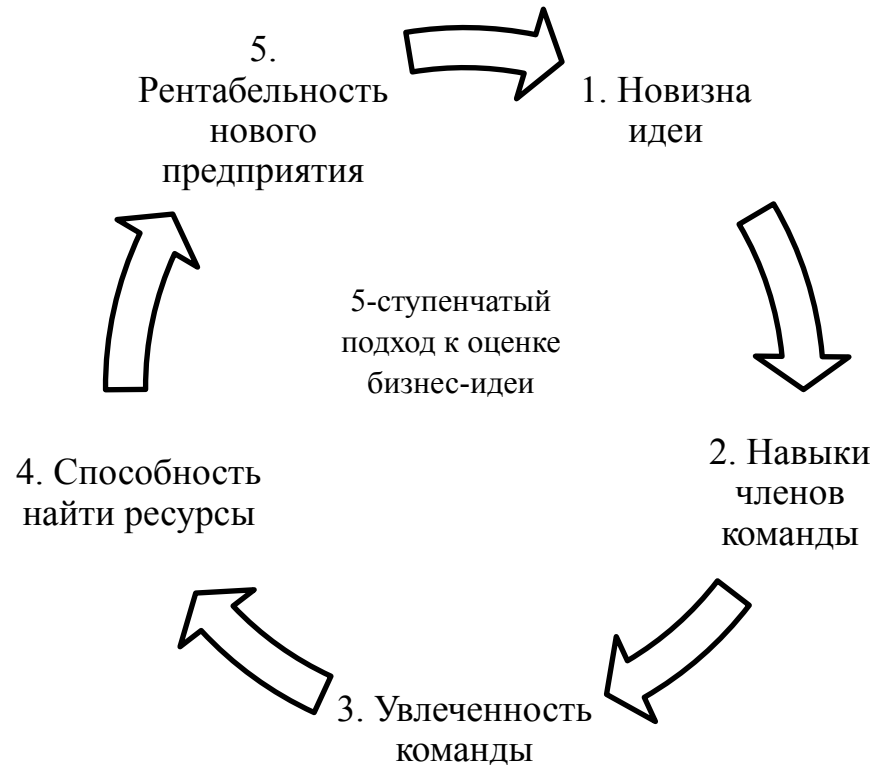 5.
Рентабельность
нового
предприятия
1. Новизна
идеи
5-ступенчатый
подход к оценке
бизнес-идеи
2. Навыки
членов
команды
4. Способность
найти ресурсы
3. Увлеченность
команды